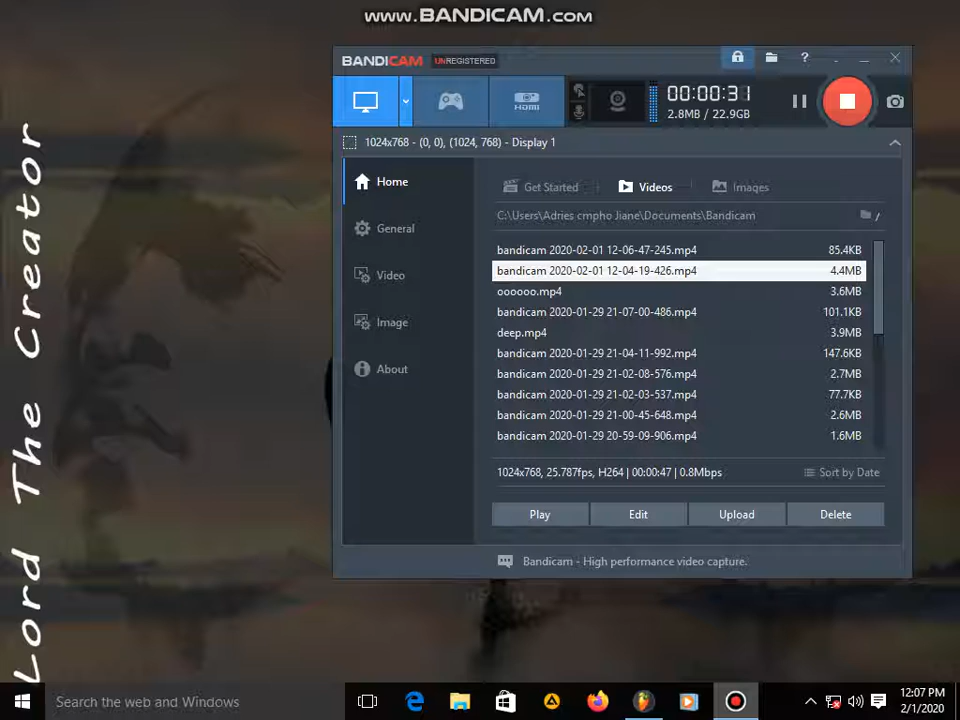 www.BANDICAM.com
BANDICAM UNREGISTERED
?
HDMI
00:00:31
2.8MB / 22.9GB
1024x768 - (0, 0), (1024, 768) - Display 1
Home
General
Video
Image
About
Get Started
Videos
Images
C:\Users\Adries cmpho Jiane\Documents\Bandicam
/
bandicam 2020-02-01 12-06-47-245.mp4 85.4KB
bandicam 2020-02-01 12-04-19-426.mp4 4.4MB
oooooo.mp4 3.6MB
bandicam 2020-01-29 21-07-00-486.mp4 101.1KB
deep.mp4 3.9MB
bandicam 2020-01-29 21-04-11-992.mp4 147.6KB
bandicam 2020-01-29 21-02-08-576.mp4 2.7MB
bandicam 2020-01-29 21-02-03-537.mp4 77.7KB
bandicam 2020-01-29 21-00-45-648.mp4 2.6MB
bandicam 2020-01-29 20-59-09-906.mp4 1.6MB
1024x768, 25.787fps, H264 | 00:00:47 | 0.8Mbps
Sort by Date
Play
Edit
Upload
Delete
Bandicam - High performance video capture.
Lord The Creator
Search the web and Windows
12:07 PM
2/1/2020